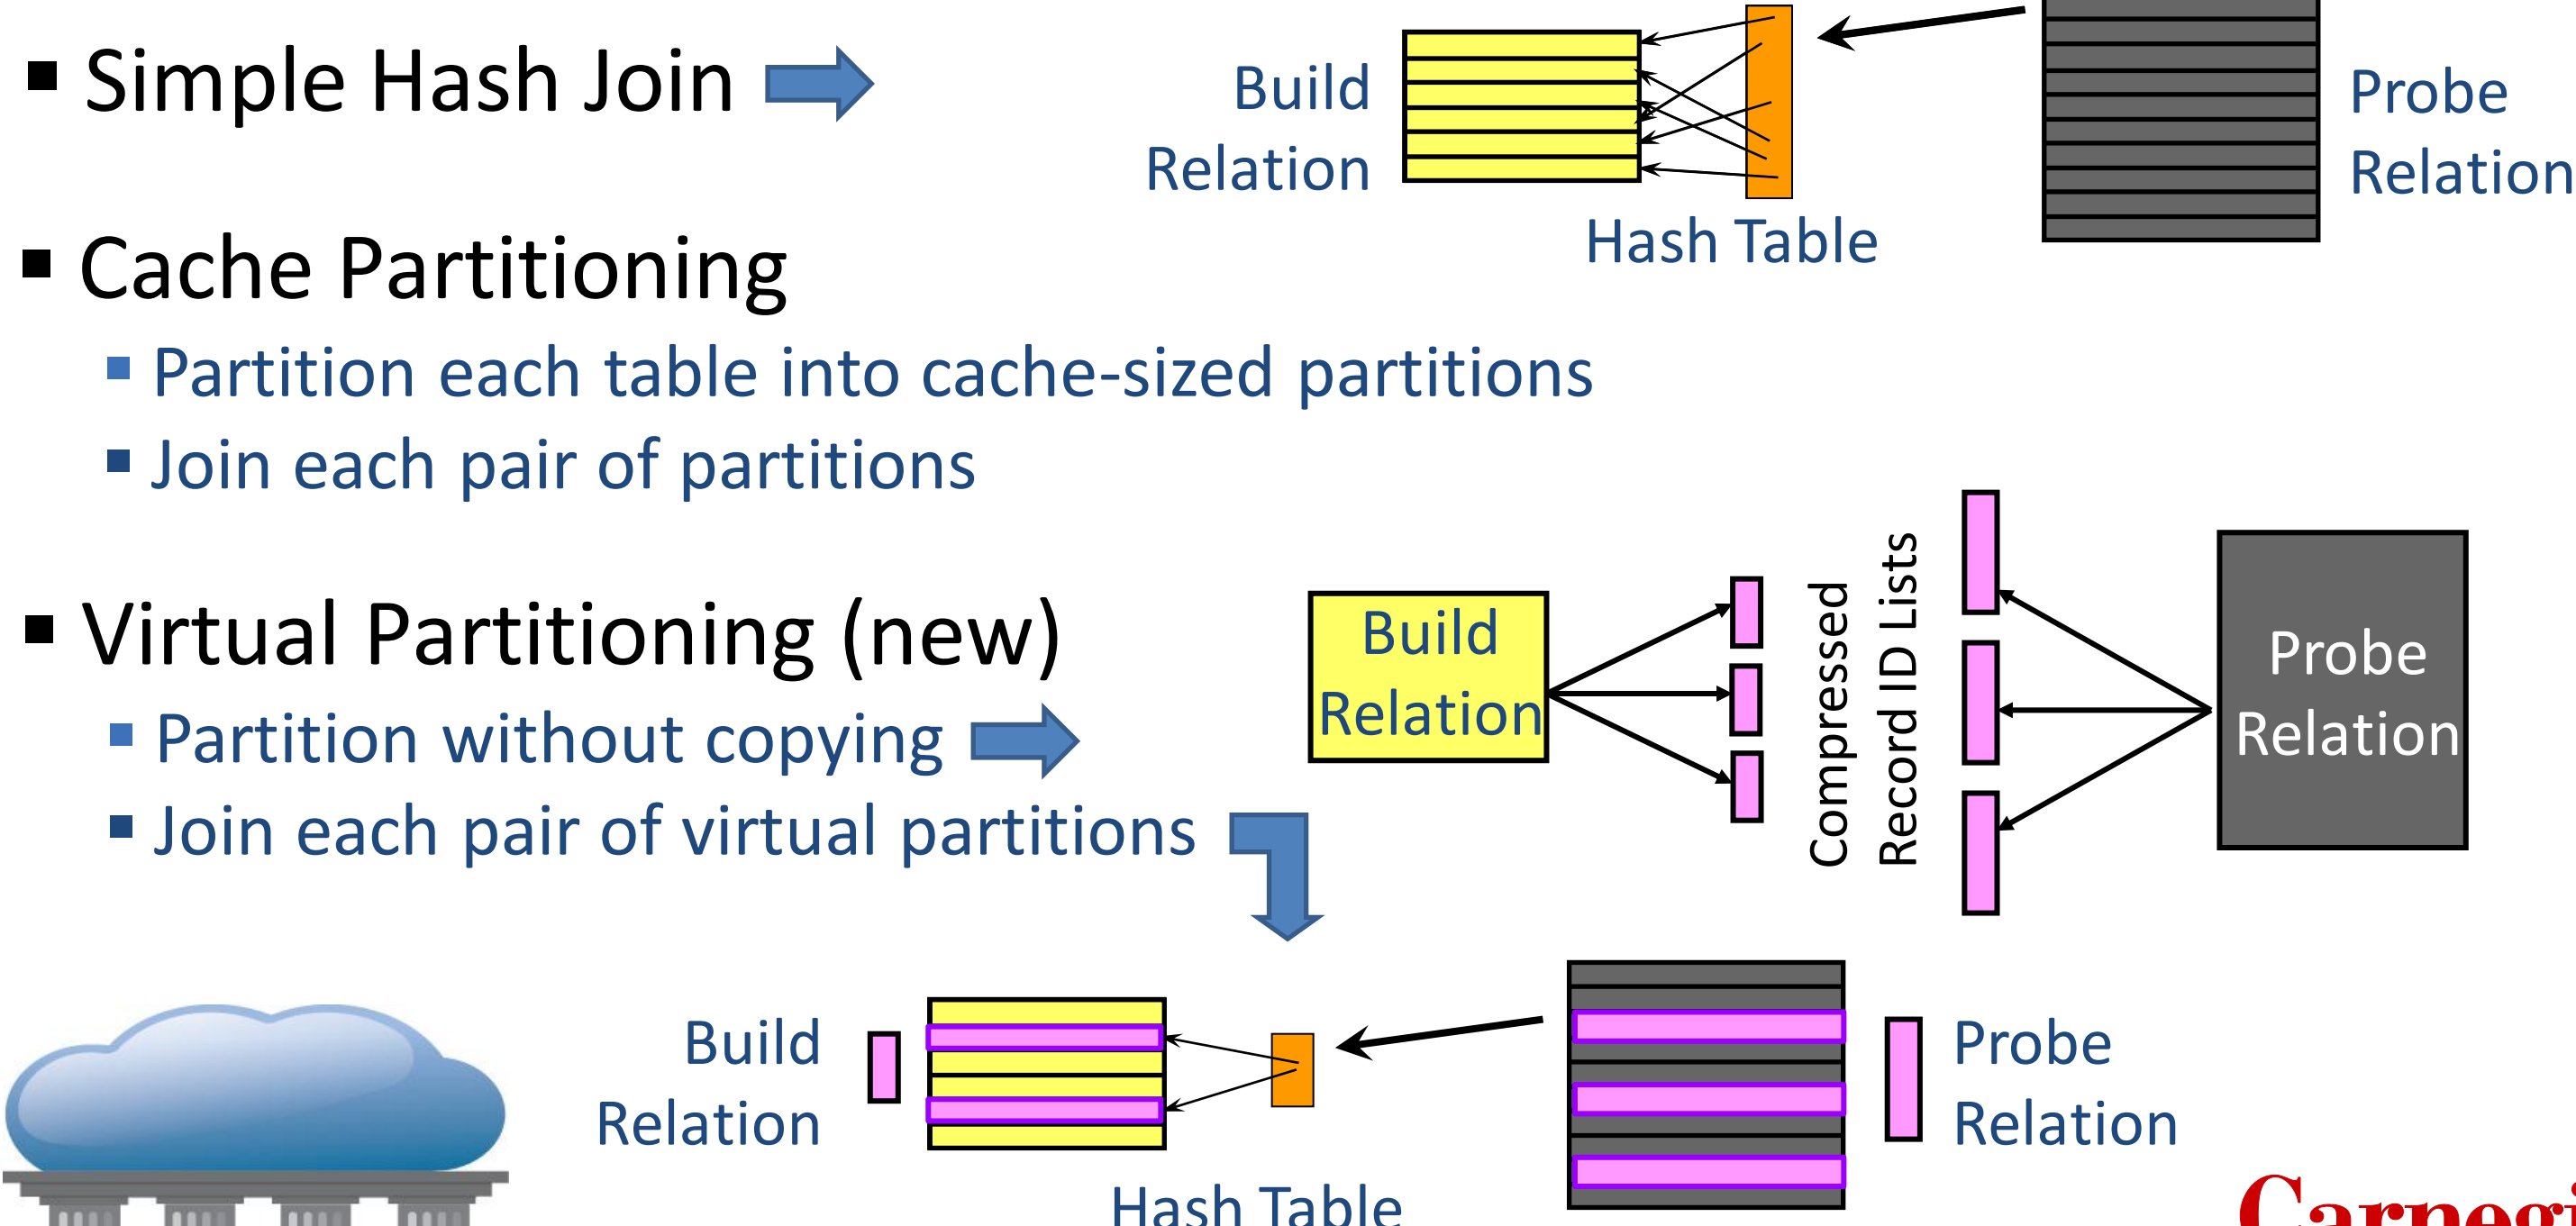 Simple Hash Join
Build
Relation
Hash Table
Probe
Relation
Cache Partitioning
Partition each table into cache-sized partitions
Join each pair of partitions
Virtual Partitioning (new)
Partition without copying
Join each pair of virtual partitions
Build
Relation
Compressed
Record ID Lists
Probe
Relation
Build
Relation
Hash Table
Probe
Relation